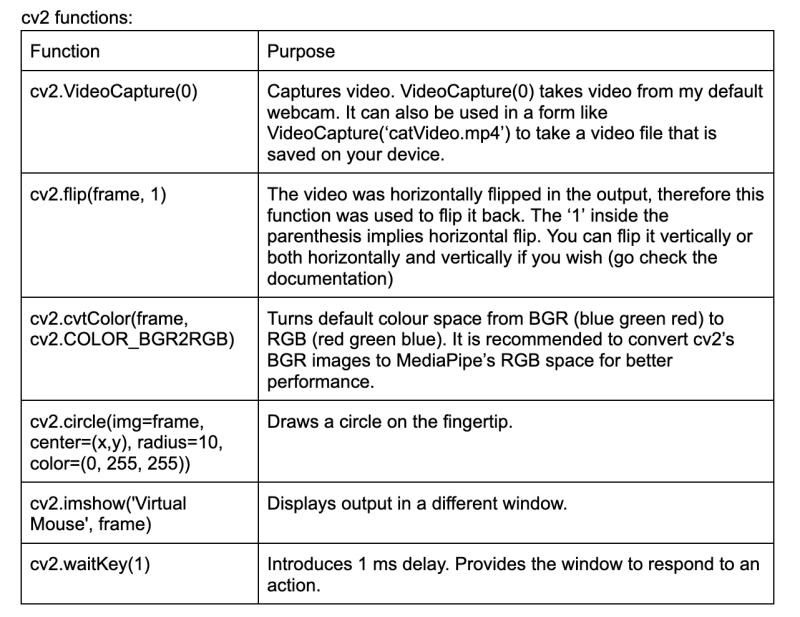 cv2 functions:
Function
Purpose
cv2.VideoCapture(0)
Captures video. VideoCapture(0) takes video from my default
webcam. It can also be used in a form like
VideoCapture(‘catVideo.mp4’) to take a video file that is
saved on your device.
cv2.flip(frame, 1)
The video was horizontally flipped in the output, therefore this
function was used to flip it back. The ‘1’ inside the
parenthesis implies horizontal flip. You can flip it vertically or
both horizontally and vertically if you wish (go check the
documentation)
cv2.cvtColor(frame,
cv2.COLOR_BGR2RGB)
Turns default colour space from BGR (blue green red) to
RGB (red green blue). It is recommended to convert cv2’s
BGR images to MediaPipe’s RGB space for better
performance.
cv2.circle(img=frame,
center=(x,y), radius=10,
color=(0, 255, 255))
Draws a circle on the fingertip.
cv2.imshow('Virtual
Mouse', frame)
Displays output in a different window.
cv2.waitKey(1)
Introduces 1 ms delay. Provides the window to respond to an
action.